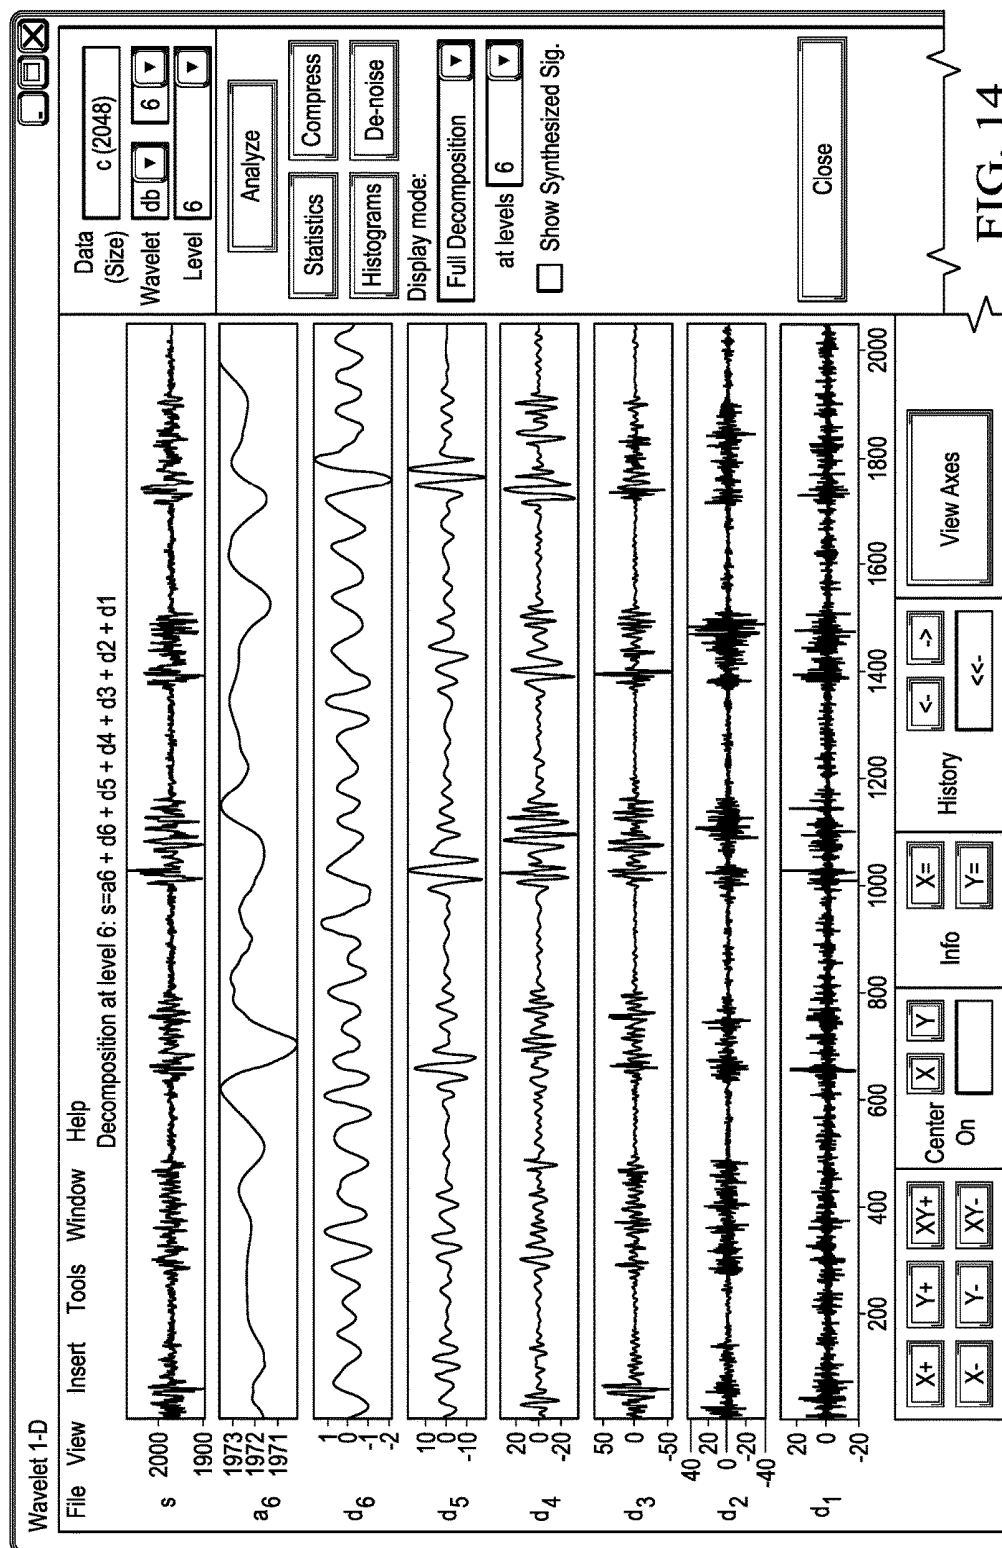 Wavelet 1-D
File View Insert Tools Window Help
Decomposition at level 6: s=a6 + d6 + d5 + d4 + d3 + d2 + d1
s
2000
1900
a6
1973
1972
1971
d6
1
0
-1
-2
d5
10
0
-10
d4
20
0
-20
d3
50
0
-50
d2
40
20
0
-20
-40
d1
20
0
-20
200 400 600 800 1000 1200 1400 1600 1800 2000
Data (Size) c (2048)
Wavelet db 6
Level 6
Analyze
Statistics Compress
Histograms De-noise
Display mode:
Full Decomposition
at levels 6
Show Synthesized Sig.
Close
X+ Y+ XY+
X- Y- XY-
Center On X Y
Info X= Y=
History <- ->
<<-
View Axes
FIG. 14